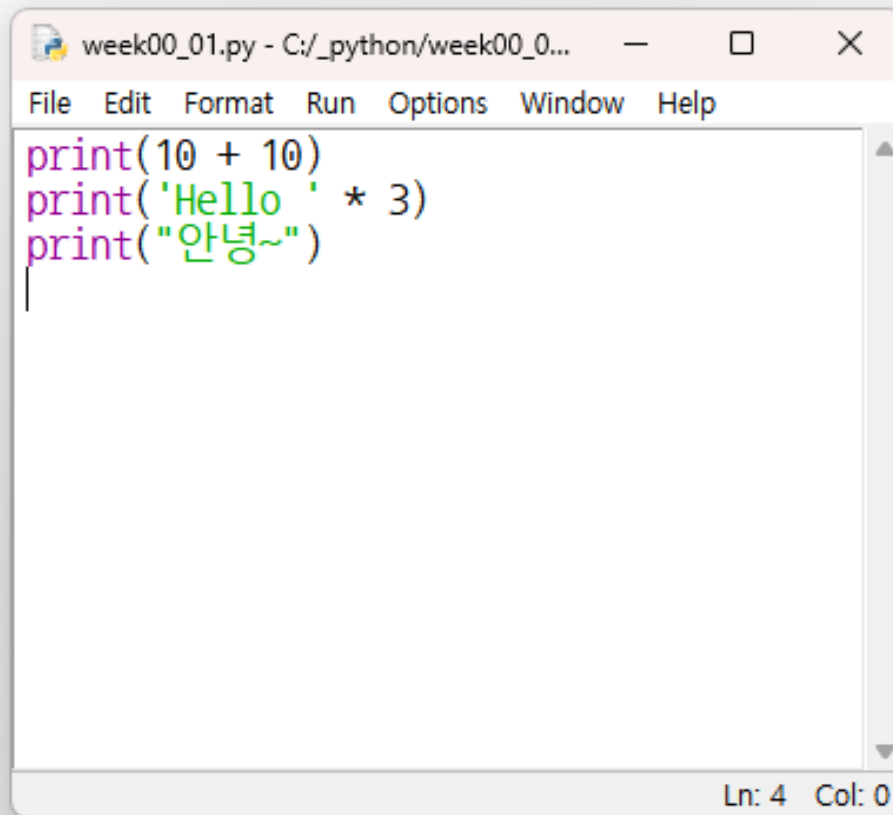 week00_01.py - C:/_python/week00_0...
File Edit Format Run Options Window Help
print(10 + 10)
print('Hello ' * 3)
print("안녕~")
Ln: 4 Col: 0